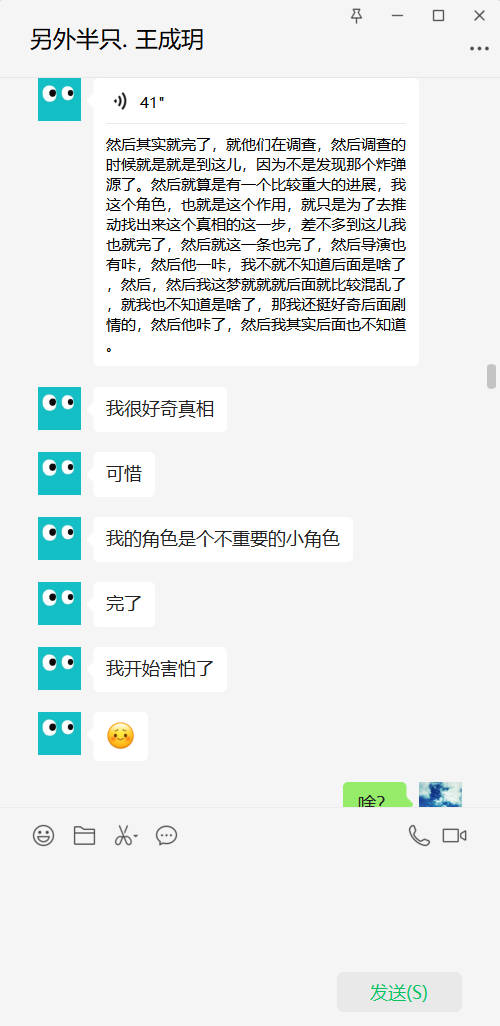 另外半只. 王成玥
41"
然后其实就完了，就他们在调查，然后调查的
时候就是就是到这儿，因为不是发现那个炸弹
源了。然后就算是有一个比较重大的进展，我
这个角色，也就是这个作用，就只是为了去推
动找出来这个真相的这一步，差不多到这儿我
也就完了，然后就这一条也完了，然后导演也
有咔，然后他一咔，我不就不知道后面是啥了
，然后，然后我这梦就就就后面就比较混乱了
，就我也不知道是啥了，那我还挺好奇后面剧
情的，然后他咔了，然后我其实后面也不知道
。
我很好奇真相
可惜
我的角色是个不重要的小角色
完了
我开始害怕了
啥?
发送(S)